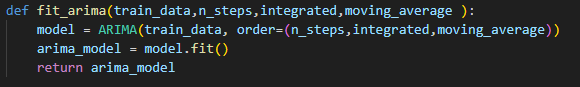 def fit_arima(train_data,n_steps,integrated,moving_average ):
    model = ARIMA(train_data, order=(n_steps,integrated,moving_average))
    arima_model = model.fit()
    return arima_model